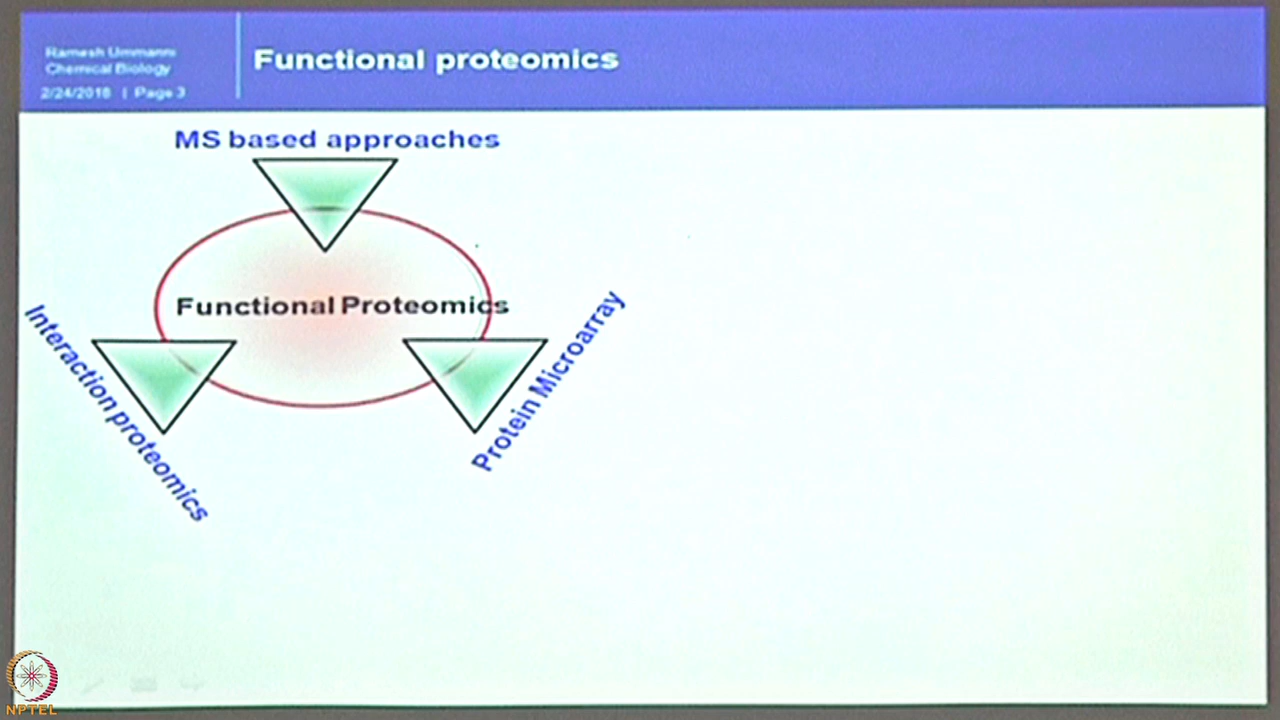 Ramesh Ummanni
Chemical Biology
2/24/2018 | Page 3
Functional proteomics
MS based approaches
Functional Proteomics
Interaction proteomics
Protein Microarray
NPTEL